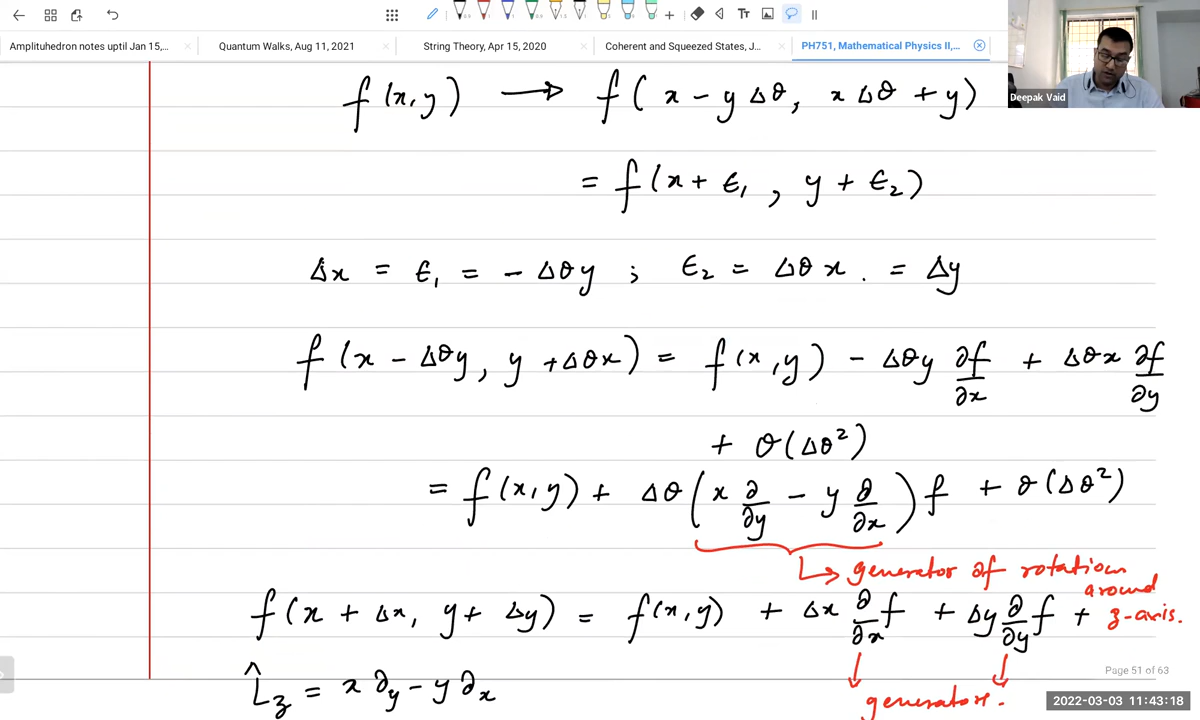 Amplituhedron notes uptil Jan 15,... × Quantum Walks, Aug 11, 2021 × String Theory, Apr 15, 2020 × Coherent and Squeezed States, J... × PH751, Mathematical Physics II,...
Deepak Vaid
f(x,y) → f(x - yΔθ, xΔθ + y)
= f(x + ϵ₁, y + ϵ₂)
Δx = ϵ₁ = - Δθy ; ϵ₂ = Δθ x . = Δy
f(x - Δθy, y + Δθx) = f(x,y) - Δθy ∂f/∂x + Δθx ∂f/∂y
+ O(Δθ²)
= f(x,y) + Δθ (x ∂/∂y - y ∂/∂x) f + O(Δθ²)
↳ generator of rotations around z-axis.
f(x + Δx, y + Δy) = f(x,y) + Δx ∂/∂x f + Δy ∂/∂y f +
L̂z = x ∂y - y ∂x
generators.
Page 51 of 63
2022-03-03 11:43:18